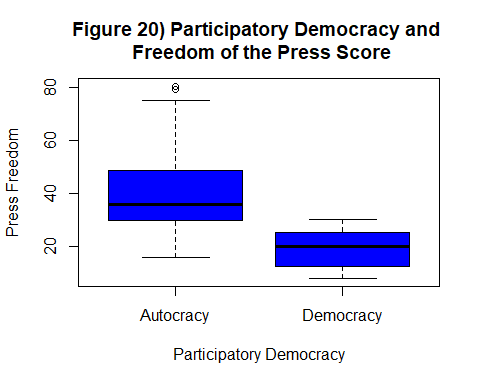 Figure 20) Participatory Democracy and
Freedom of the Press Score
Press Freedom
80
60
40
20
Autocracy
Democracy
Participatory Democracy